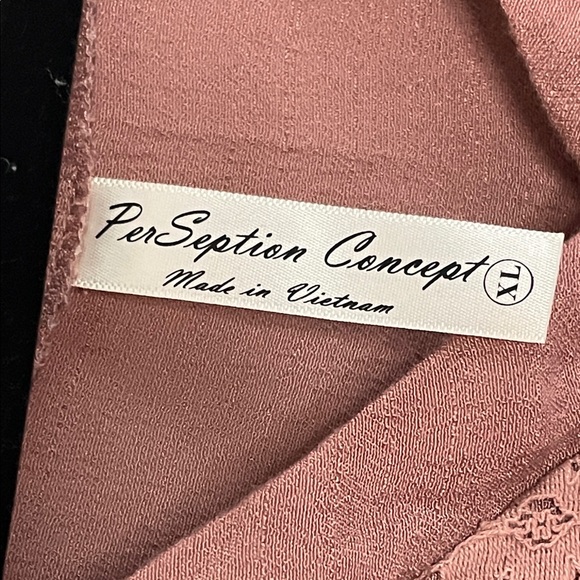 PerSeption Concept
Made in Vietnam
XL